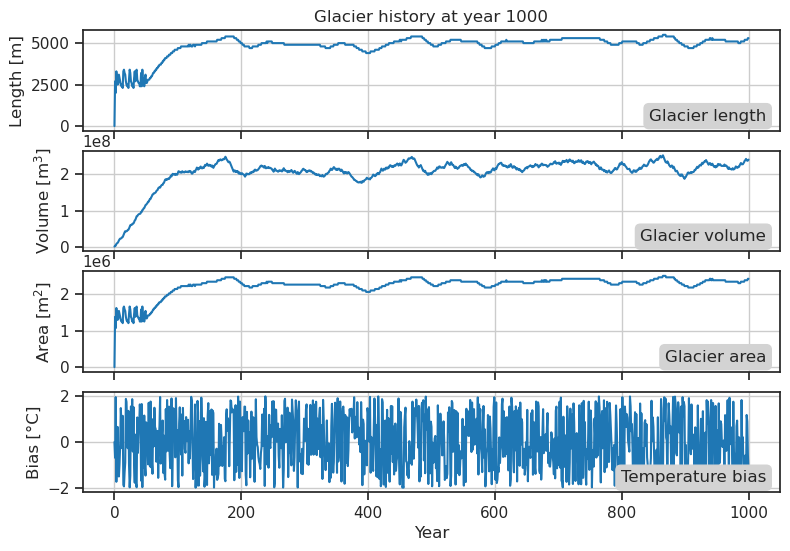 Glacier history at year 1000
Length [m]
5000
2500
0
Glacier length
1e8
Volume [m³]
2
1
0
Glacier volume
1e6
Area [m²]
2
1
0
Glacier area
Bias [°C]
2
0
−2
Temperature bias
0 200 400 600 800 1000
Year